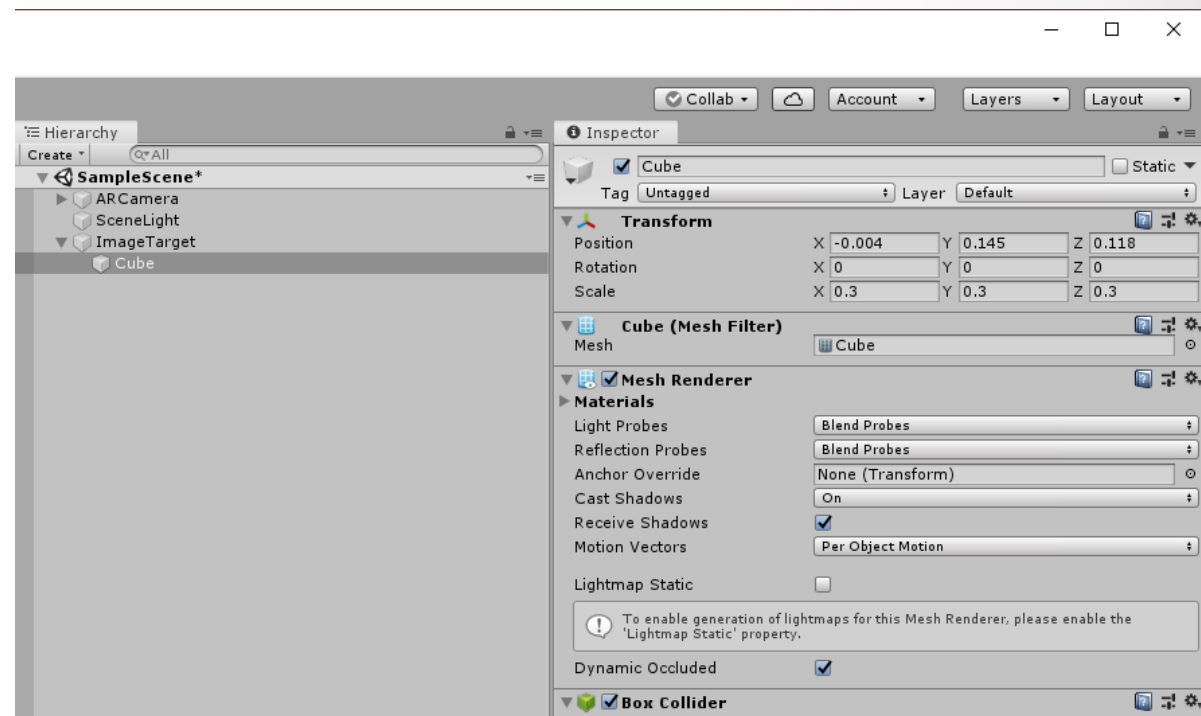 Collab
Account
Layers
Layout
Hierarchy
Inspector
Create
All
Cube
Static
SampleScene*
Tag Untagged
Layer Default
ARCamera
SceneLight
ImageTarget
Cube
Transform
Position X -0.004 Y 0.145 Z 0.118
Rotation X 0 Y 0 Z 0
Scale X 0.3 Y 0.3 Z 0.3
Cube (Mesh Filter)
Mesh Cube
Mesh Renderer
Materials
Light Probes Blend Probes
Reflection Probes Blend Probes
Anchor Override None (Transform)
Cast Shadows On
Receive Shadows
Motion Vectors Per Object Motion
Lightmap Static
To enable generation of lightmaps for this Mesh Renderer, please enable the
'Lightmap Static' property.
Dynamic Occluded
Box Collider